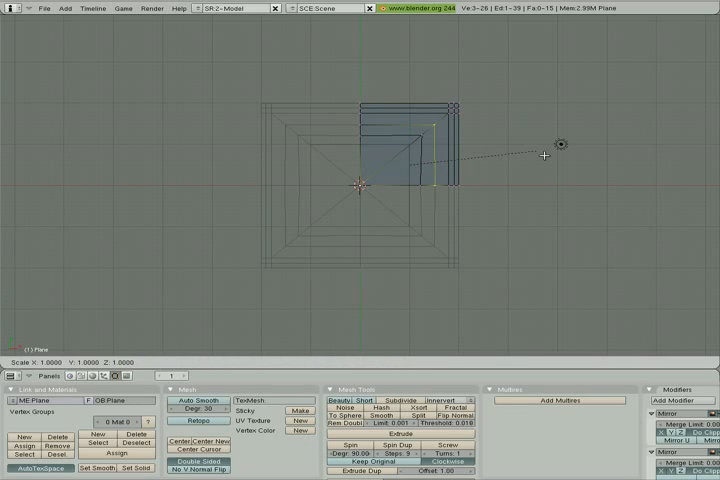 File Add Timeline Game Render Help SR:2-Model SCE:Scene www.blender.org 244 Ve:3-26 | Ed:1-39 | Fa:0-15 | Mem:2.99M Plane
(1) Plane
Scale X: 1.0000 Y: 1.0000 Z: 1.0000
Panels 1
Link and Materials Mesh Mesh Tools Multires Modifiers
ME:Plane F OB:Plane Auto Smooth TexMesh Beauty Short Subdivide Innervert Add Multires Add Modifier
Vertex Groups Degr: 30 Sticky Make Noise Hash Xsort Fractal Mirror
0 Mat 0 ? Retopo UV Texture New To Sphere Smooth Split Flip Normal Merge Limit: 0.00
Vertex Color New Rem Doubl Limit: 0.001 Threshold: 0.010 X Y Z Do Clipp
New Delete New Delete Extrude Mirror U Mirro
Assign Remove Select Deselect Center Center New Spin Spin Dup Screw Mirror
Select Desel. Assign Center Cursor Degr: 90.00 Steps: 9 Turns: 1 Merge Limit: 0.00
AutoTexSpace Set Smooth Set Solid Double Sided Keep Original Clockwise X Y Z Do Clipp
No V.Normal Flip Extrude Dup Offset: 1.00